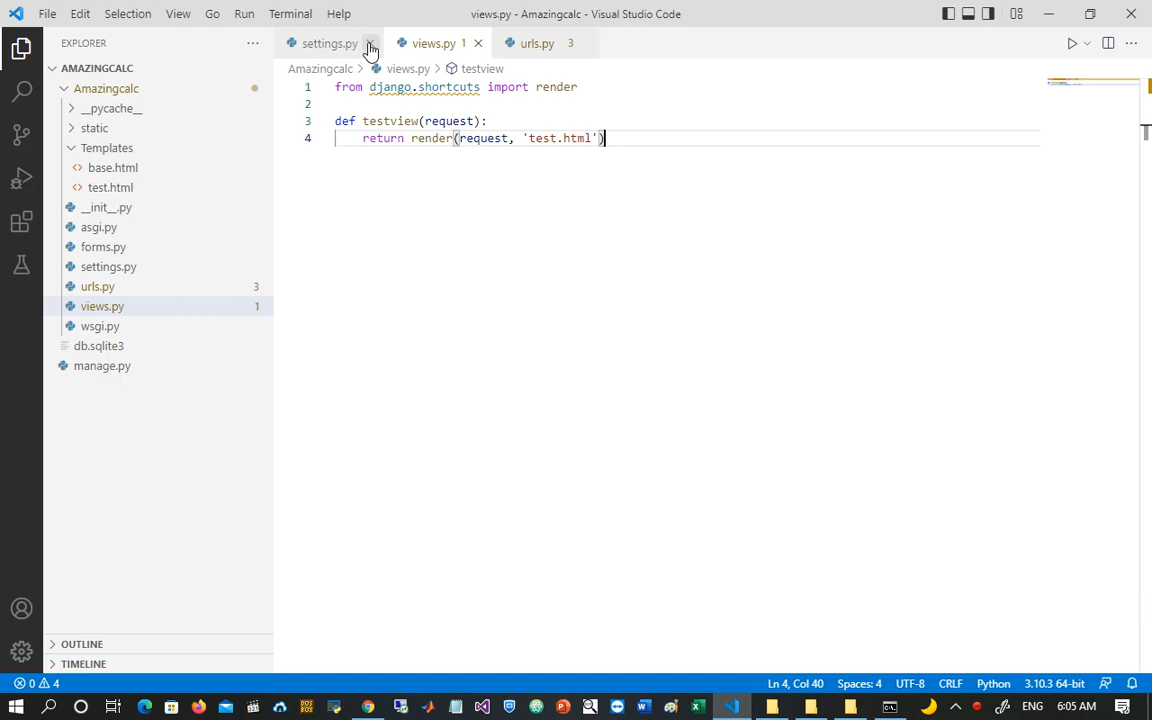 File Edit Selection View Go Run Terminal Help views.py - Amazingcalc - Visual Studio Code
EXPLORER ...
settings.py views.py 1 urls.py 3
AMAZINGCALC
Amazingcalc > views.py > testview
Amazingcalc
1 from django.shortcuts import render
__pycache__
2
static
3 def testview(request):
Templates
4 return render(request, 'test.html')
base.html
test.html
__init__.py
asgi.py
forms.py
settings.py
urls.py 3
views.py 1
wsgi.py
db.sqlite3
manage.py
OUTLINE
TIMELINE
0 4 Ln 4, Col 40 Spaces: 4 UTF-8 CRLF Python 3.10.3 64-bit
ENG 6:05 AM